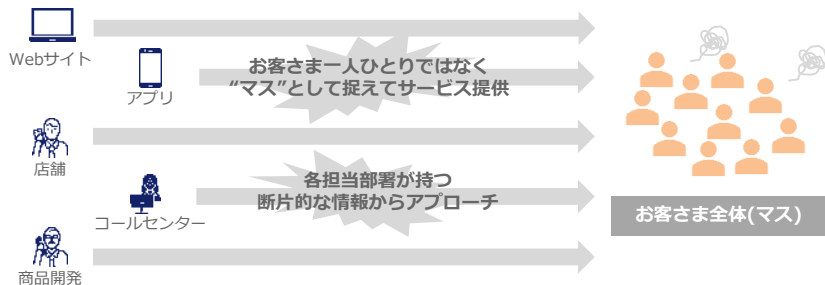 Webサイト
アプリ
お客さま一人ひとりではなく
“マス”として捉えてサービス提供
店舗
各担当部署が持つ
断片的な情報からアプローチ
コールセンター
お客さま全体(マス)
商品開発